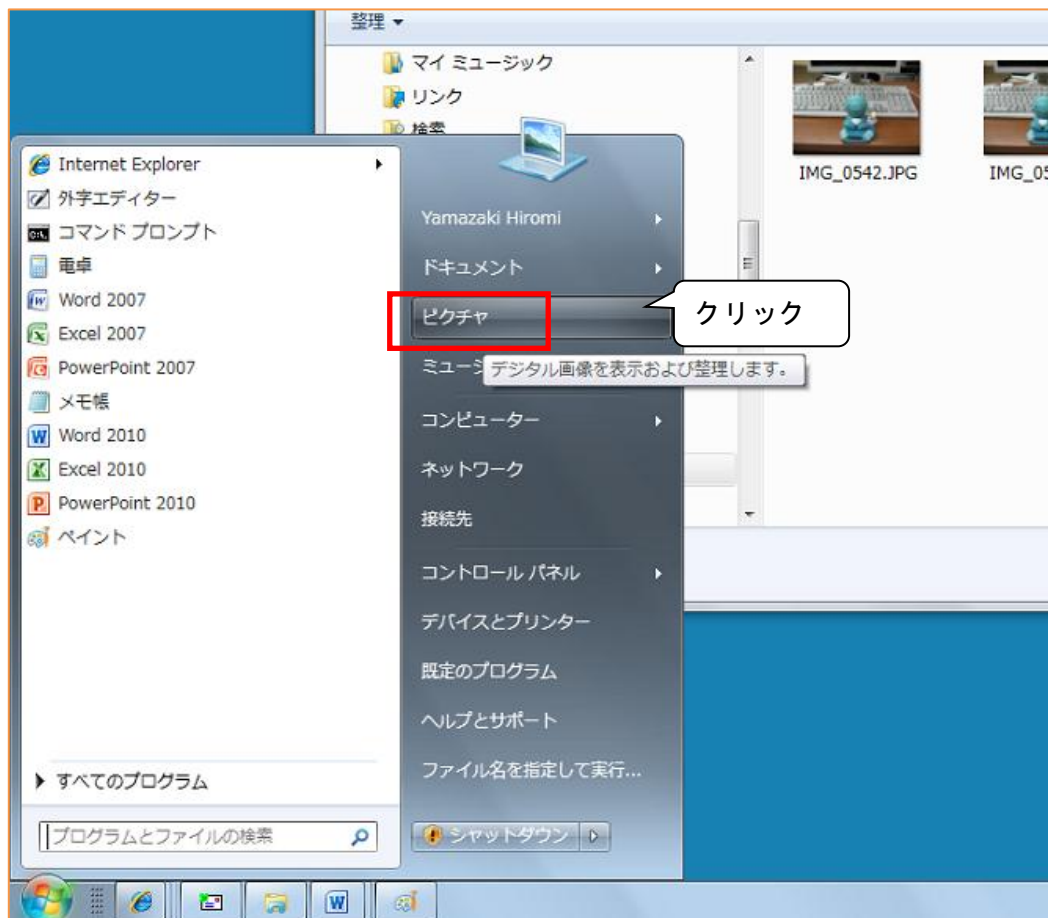 整理
マイ ミュージック
リンク
検索
IMG_0542.JPG
IMG_05
Internet Explorer
外字エディター
コマンド プロンプト
電卓
Word 2007
Excel 2007
PowerPoint 2007
メモ帳
Word 2010
Excel 2010
PowerPoint 2010
ペイント
すべてのプログラム
プログラムとファイルの検索
Yamazaki Hiromi
ドキュメント
ピクチャ
クリック
ミュージ
デジタル画像を表示および整理します。
コンピューター
ネットワーク
接続先
コントロール パネル
デバイスとプリンター
既定のプログラム
ヘルプとサポート
ファイル名を指定して実行...
シャットダウン